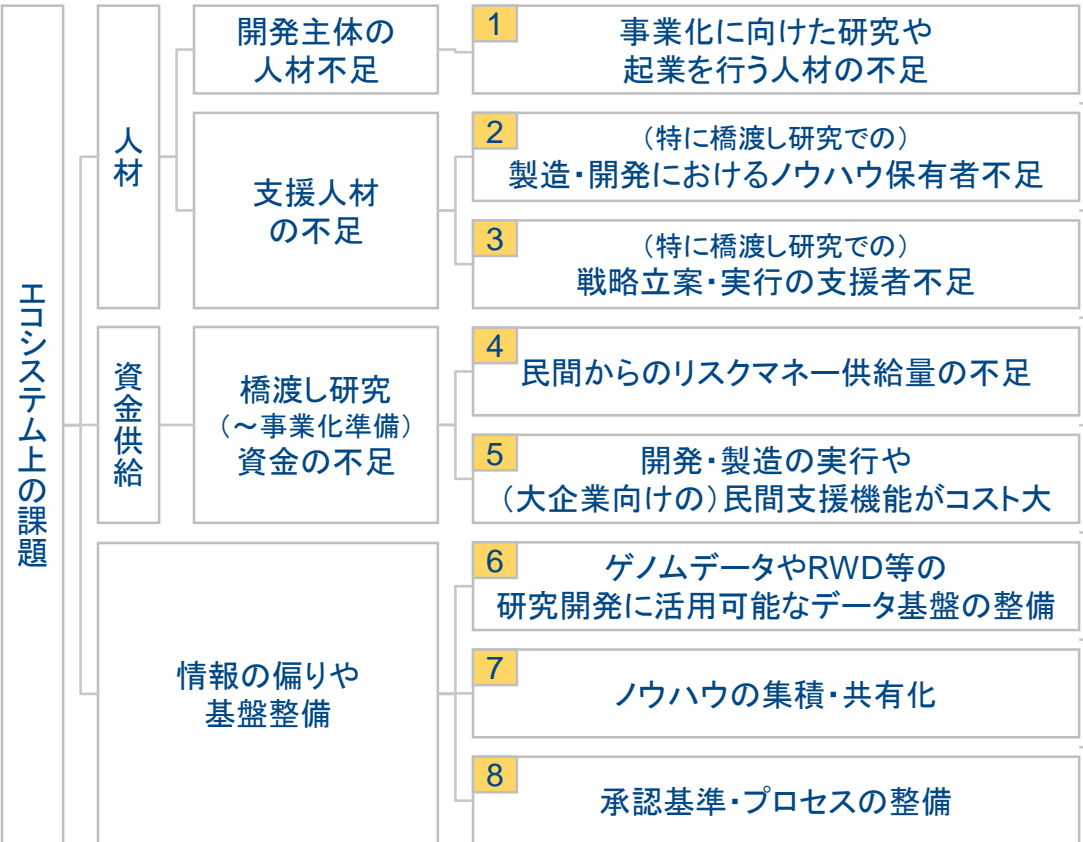 エコシステム上の課題
人材
開発主体の
人材不足
1
事業化に向けた研究や
起業を行う人材の不足
支援人材
の不足
2
（特に橋渡し研究での）
製造・開発におけるノウハウ保有者不足
3
（特に橋渡し研究での）
戦略立案・実行の支援者不足
資金供給
橋渡し研究
（～事業化準備）
資金の不足
4
民間からのリスクマネー供給量の不足
5
開発・製造の実行や
（大企業向けの）民間支援機能がコスト大
情報の偏りや
基盤整備
6
ゲノムデータやRWD等の
研究開発に活用可能なデータ基盤の整備
7
ノウハウの集積・共有化
8
承認基準・プロセスの整備